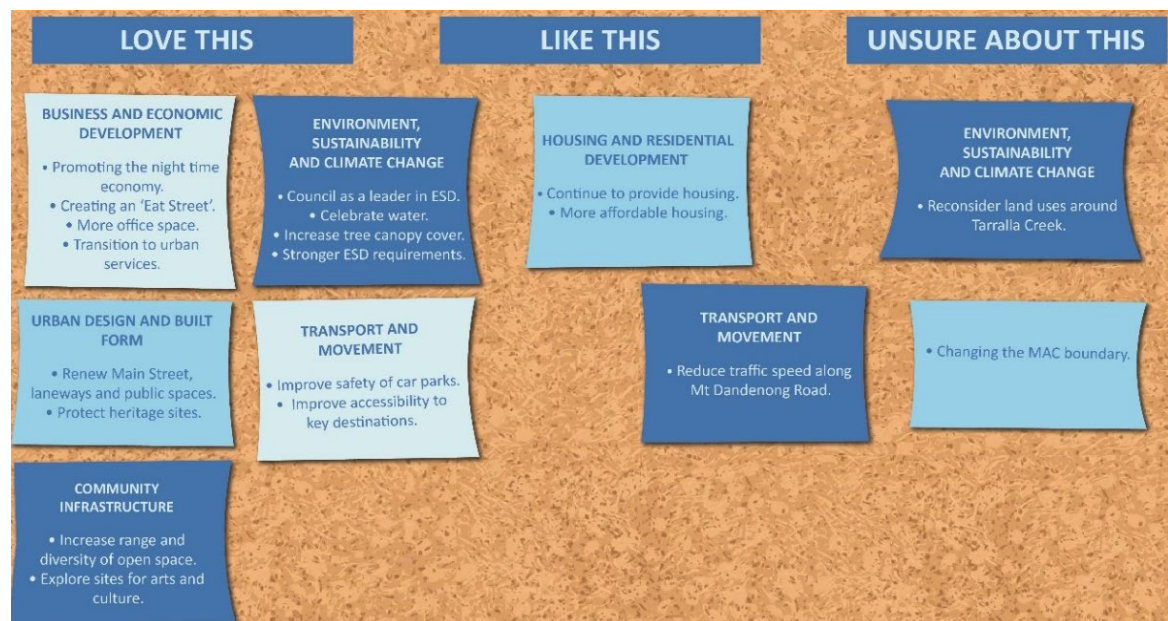 LOVE THIS
BUSINESS AND ECONOMIC
DEVELOPMENT
• Promoting the night time
economy.
• Creating an ‘Eat Street’.
• More office space.
• Transition to urban
services.
ENVIRONMENT,
SUSTAINABILITY
AND CLIMATE CHANGE
• Council as a leader in ESD.
• Celebrate water.
• Increase tree canopy cover.
• Stronger ESD requirements.
URBAN DESIGN AND BUILT
FORM
• Renew Main Street,
laneways and public spaces.
• Protect heritage sites.
TRANSPORT AND
MOVEMENT
• Improve safety of car parks.
• Improve accessibility to
key destinations.
COMMUNITY
INFRASTRUCTURE
• Increase range and
diversity of open space.
• Explore sites for arts and
culture.
LIKE THIS
HOUSING AND RESIDENTIAL
DEVELOPMENT
• Continue to provide housing.
• More affordable housing.
TRANSPORT AND
MOVEMENT
• Reduce traffic speed along
Mt Dandenong Road.
UNSURE ABOUT THIS
ENVIRONMENT,
SUSTAINABILITY
AND CLIMATE CHANGE
• Reconsider land uses around
Tarralla Creek.
• Changing the MAC boundary.